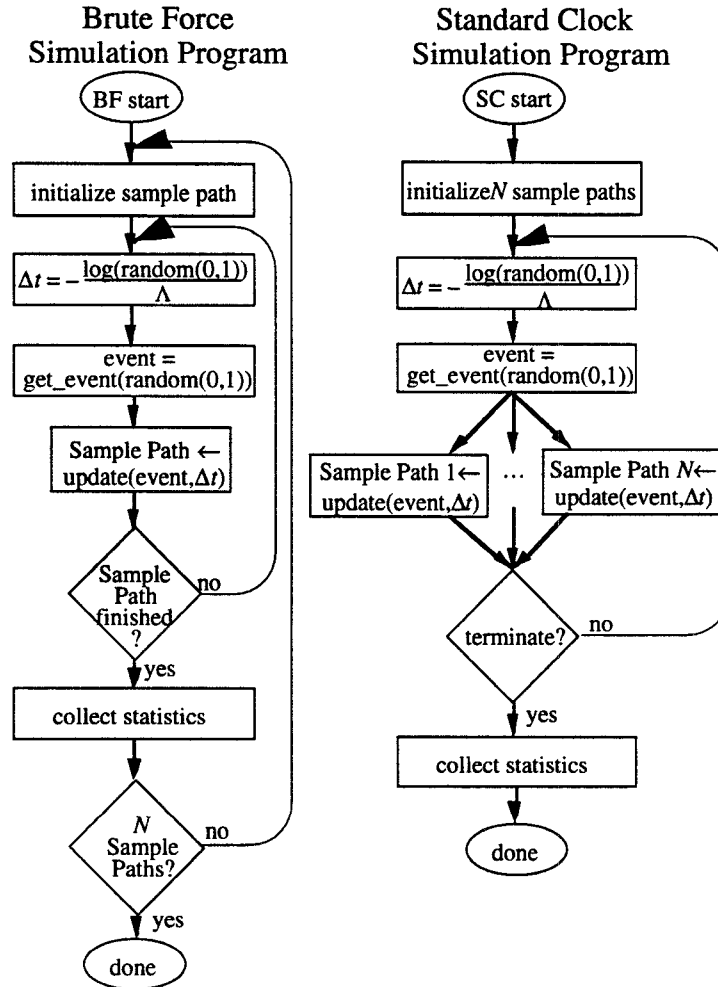 Brute Force
Simulation Program
BF start
initialize sample path
Δt = − log(random(0,1))
Λ
event =
get_event(random(0,1))
Sample Path ←
update(event,Δt)
Sample
Path
finished
?
no
yes
collect statistics
N
Sample
Paths?
no
yes
done
Standard Clock
Simulation Program
SC start
initializeN sample paths
Δt = − log(random(0,1))
Λ
event =
get_event(random(0,1))
Sample Path 1←
update(event,Δt)
...
Sample Path N←
update(event,Δt)
terminate?
no
yes
collect statistics
done